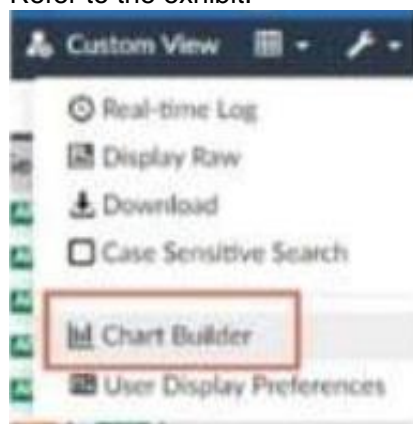 Refer to the exhibit.
Custom View
Real-time Log
Display Raw
Download
Case Sensitive Search
Chart Builder
User Display Preferences